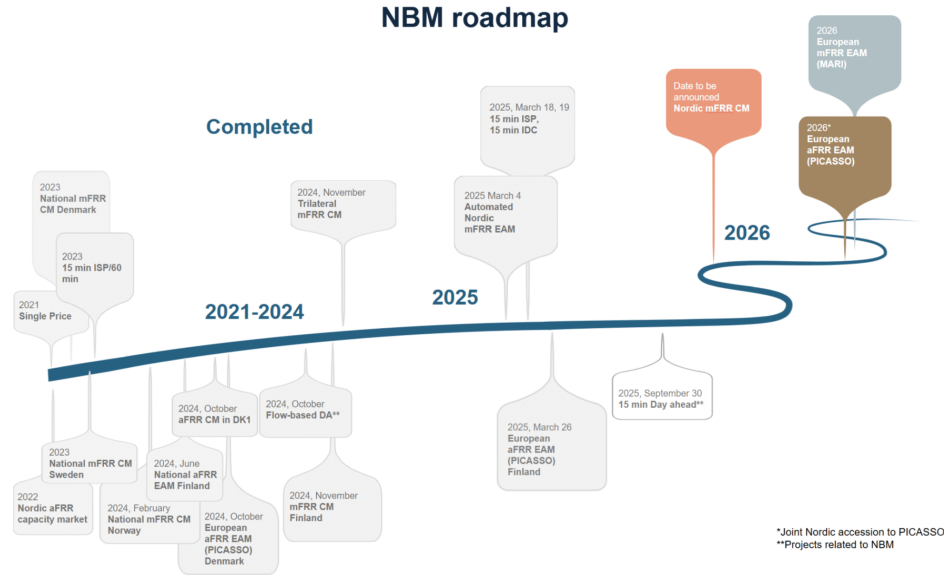 NBM roadmap
Completed
2023
National mFRR
CM Denmark
2023
15 min ISP/60
min
2021
Single Price
2024, November
Trilateral
mFRR CM
2025, March 18, 19
15 min ISP,
15 min IDC
2025 March 4
Automated
Nordic
mFRR EAM
Date to be
announced
Nordic mFRR CM
2026
European
mFRR EAM
(MARI)
2026*
European
aFRR EAM
(PICASSO)
2021-2024
2025
2026
2022
Nordic aFRR
capacity market
2023
National mFRR CM
Sweden
2024, February
National mFRR CM
Norway
2024, June
National aFRR
EAM Finland
2024, October
aFRR CM in DK1
2024, October
European
aFRR EAM
(PICASSO)
Denmark
2024, October
Flow-based DA**
2024, November
mFRR CM
Finland
2025, March 26
European
aFRR EAM
(PICASSO)
Finland
2025, September 30
15 min Day ahead**
*Joint Nordic accession to PICASSO
**Projects related to NBM